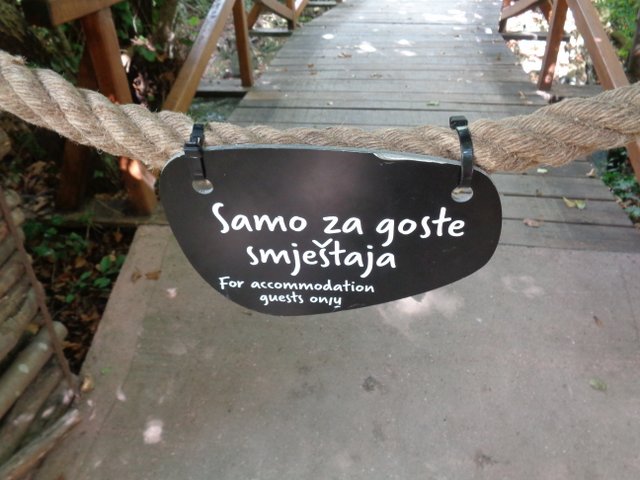 Samo za goste
smještaja
For accommodation
guests only